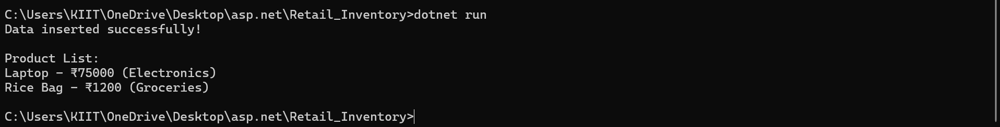 C:\Users\KIIT\OneDrive\Desktop\asp.net\Retail_Inventory>dotnet run
Data inserted successfully!
Product List:
Laptop - ₹75000 (Electronics)
Rice Bag - ₹1200 (Groceries)
C:\Users\KIIT\OneDrive\Desktop\asp.net\Retail_Inventory>